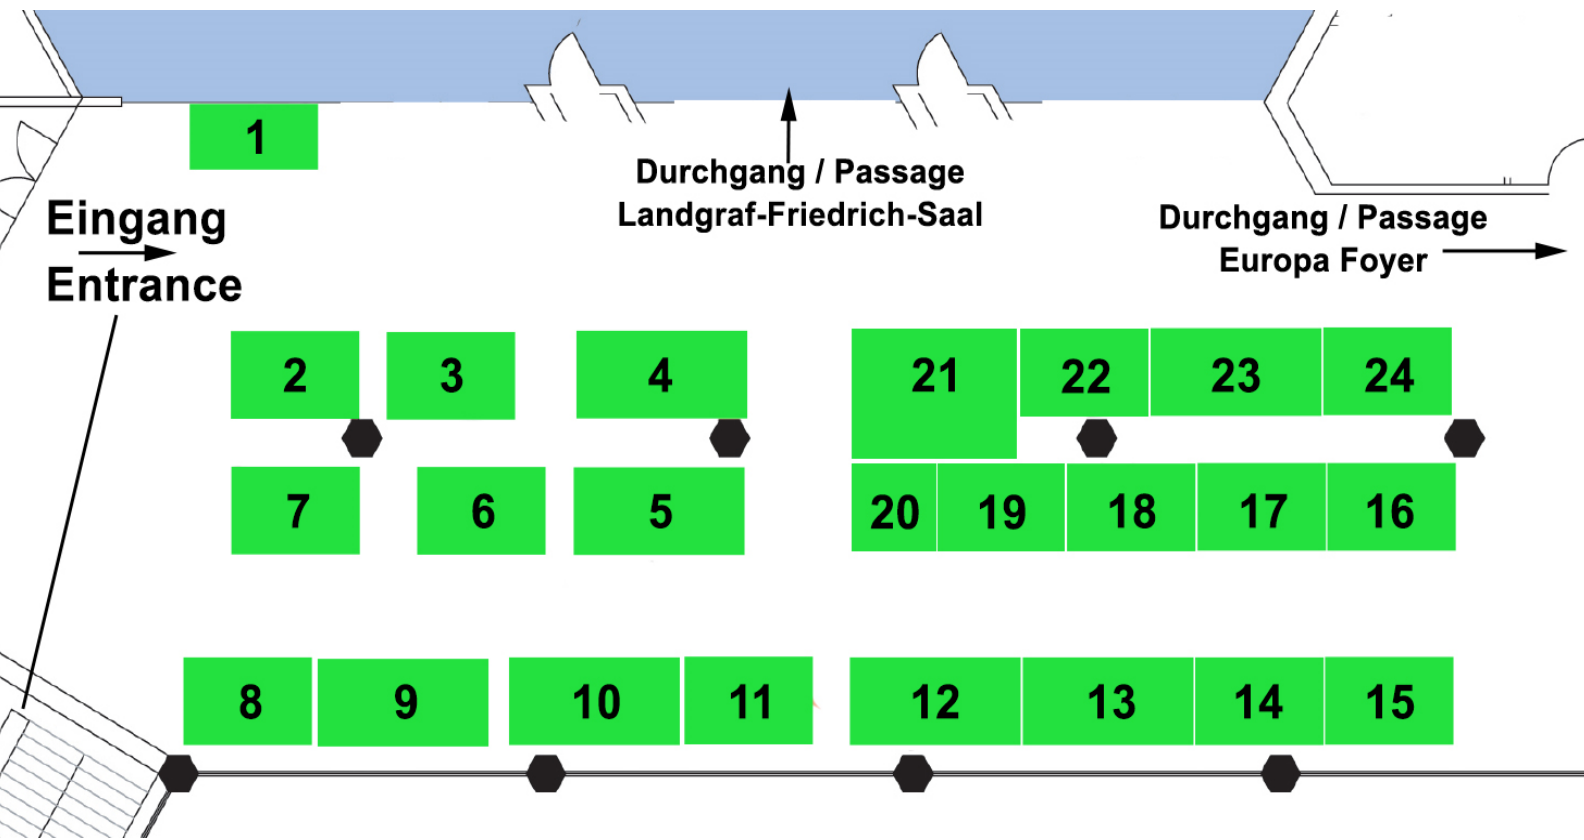 1
Durchgang / Passage
Landgraf-Friedrich-Saal
Eingang
Entrance
Durchgang / Passage
Europa Foyer
2 3 4 21 22 23 24
7 6 5 20 19 18 17 16
8 9 10 11 12 13 14 15